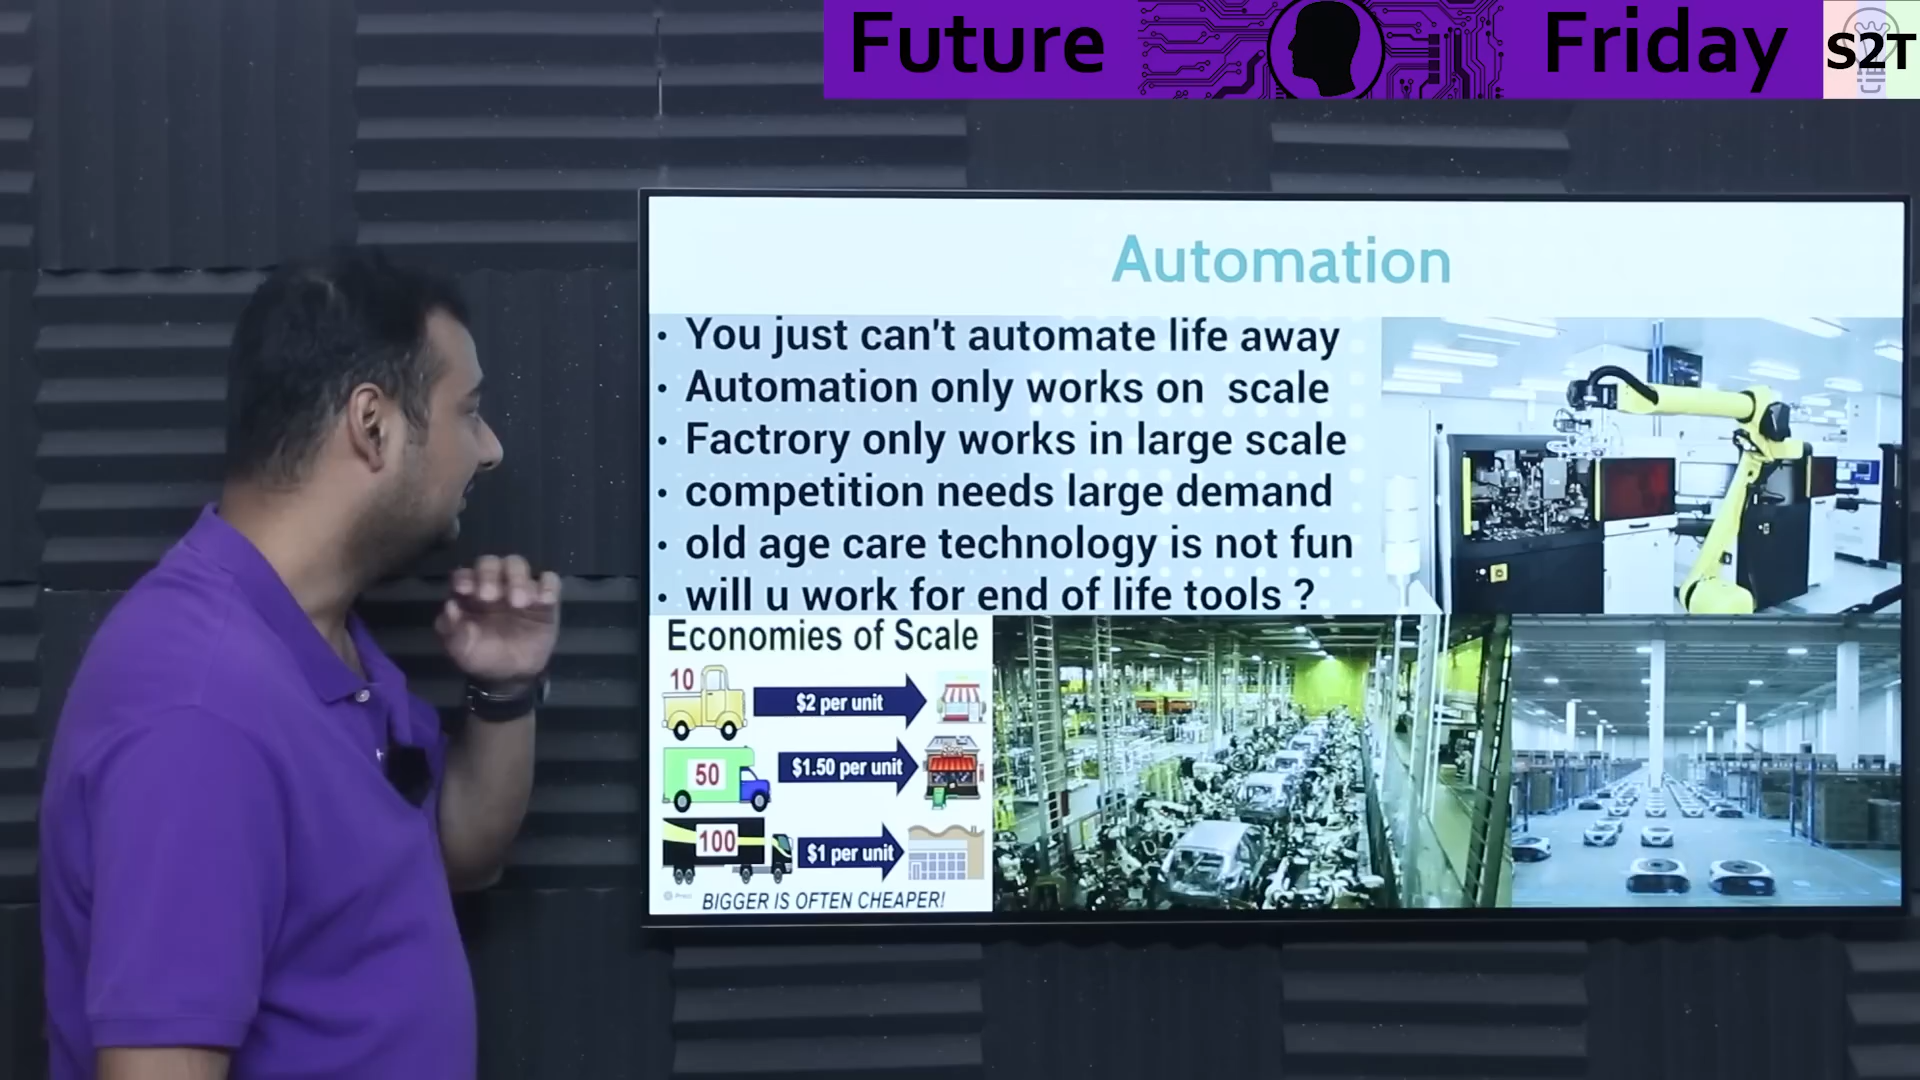 Future Friday S2T
Automation
• You just can't automate life away
• Automation only works on scale
• Factrory only works in large scale
• competition needs large demand
• old age care technology is not fun
• will u work for end of life tools ?
Economies of Scale
10
$2 per unit
50
$1.50 per unit
100
$1 per unit
BIGGER IS OFTEN CHEAPER!